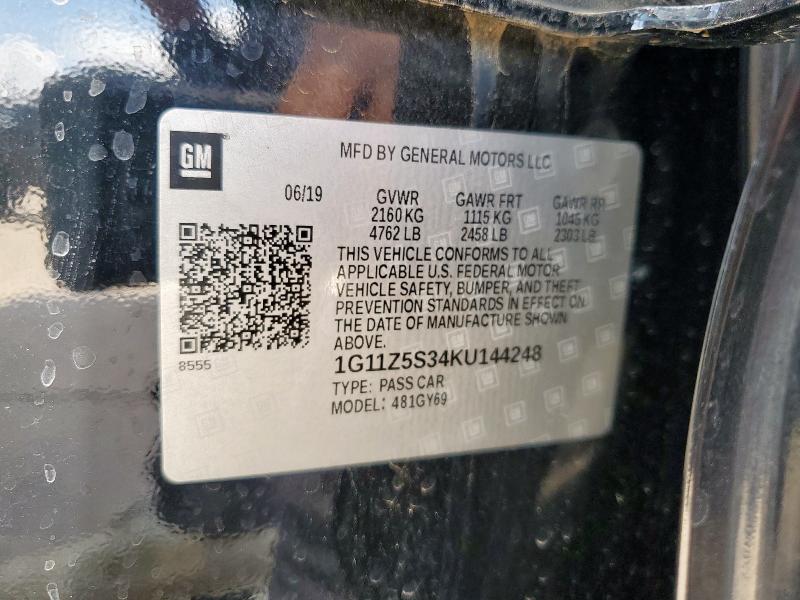 GM
MFD BY GENERAL MOTORS LLC
06/19
GVWR GAWR FRT GAWR RR
2160 KG 1115 KG 1045 KG
4762 LB 2458 LB 2303 LB
THIS VEHICLE CONFORMS TO ALL
APPLICABLE U.S. FEDERAL MOTOR
VEHICLE SAFETY, BUMPER, AND THEFT
PREVENTION STANDARDS IN EFFECT ON
THE DATE OF MANUFACTURE SHOWN
ABOVE.
8555
1G11Z5S34KU144248
TYPE: PASS CAR
MODEL: 481GY69